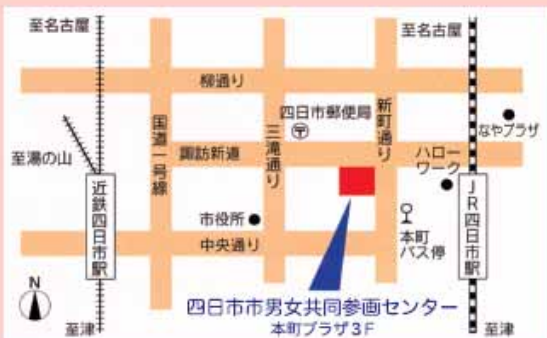 至名古屋
至名古屋
柳通り
四日市郵便局
〒
新町通り
国道一号線
三滝通り
なやプラザ
諏訪新道
ハロー
ワーク
至湯の山
近鉄四日市駅
JR四日市駅
市役所
本町
バス停
中央通り
N
四日市市男女共同参画センター
本町プラザ3F
至津
至津